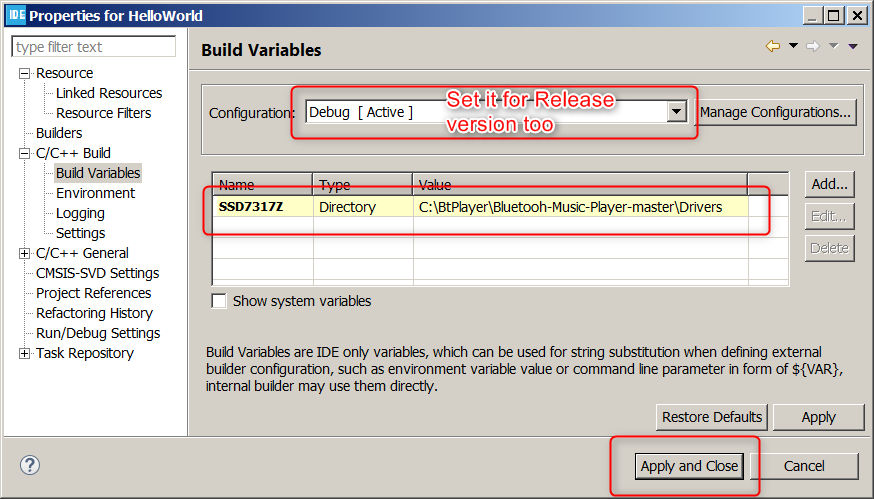 IDE Properties for HelloWorld
type filter text
Resource
Linked Resources
Resource Filters
Builders
C/C++ Build
Build Variables
Environment
Logging
Settings
C/C++ General
CMSIS-SVD Settings
Project References
Refactoring History
Run/Debug Settings
Task Repository
Build Variables
Configuration: Debug [ Active ] Manage Configurations...
Set it for Release
version too
Name Type Value
SSD7317Z Directory C:\BtPlayer\Bluetooh-Music-Player-master\Drivers
Add...
Edit...
Delete
Show system variables
Build Variables are IDE only variables, which can be used for string substitution when defining external
builder configuration, such as environment variable value or command line parameter in form of ${VAR},
internal builder may use them directly.
Restore Defaults Apply
? Apply and Close Cancel